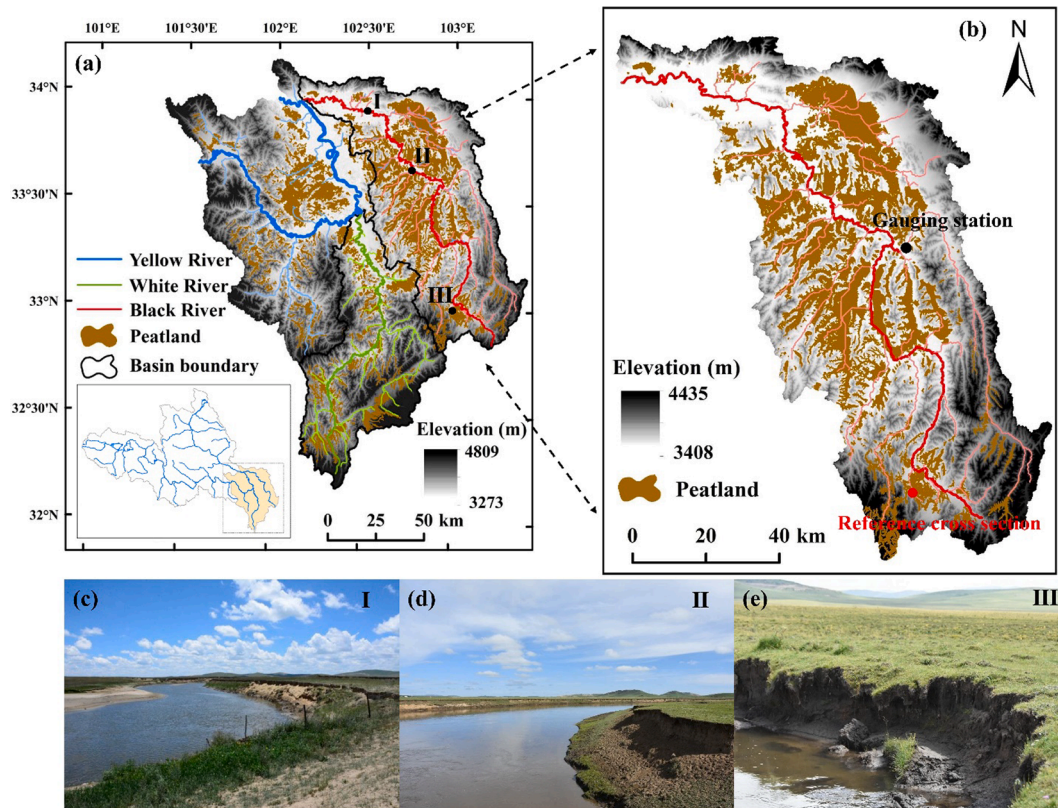 101°E 101°30'E 102°E 102°30'E 103°E
(a)
34°N
33°30'N
33°N
32°30'N
32°N
I
II
III
Yellow River
White River
Black River
Peatland
Basin boundary
Elevation (m)
4809
3273
0 25 50 km
(b)
N
Gauging station
Elevation (m)
4435
3408
Peatland
Reference cross section
0 20 40 km
(c) I
(d) II
(e) III